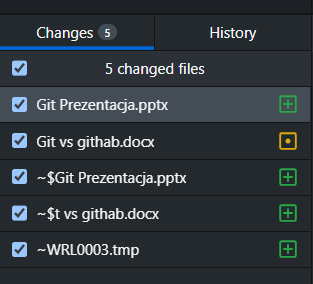 Changes 5 History
5 changed files
Git Prezentacja.pptx
Git vs githab.docx
~$Git Prezentacja.pptx
~$t vs githab.docx
~WRL0003.tmp